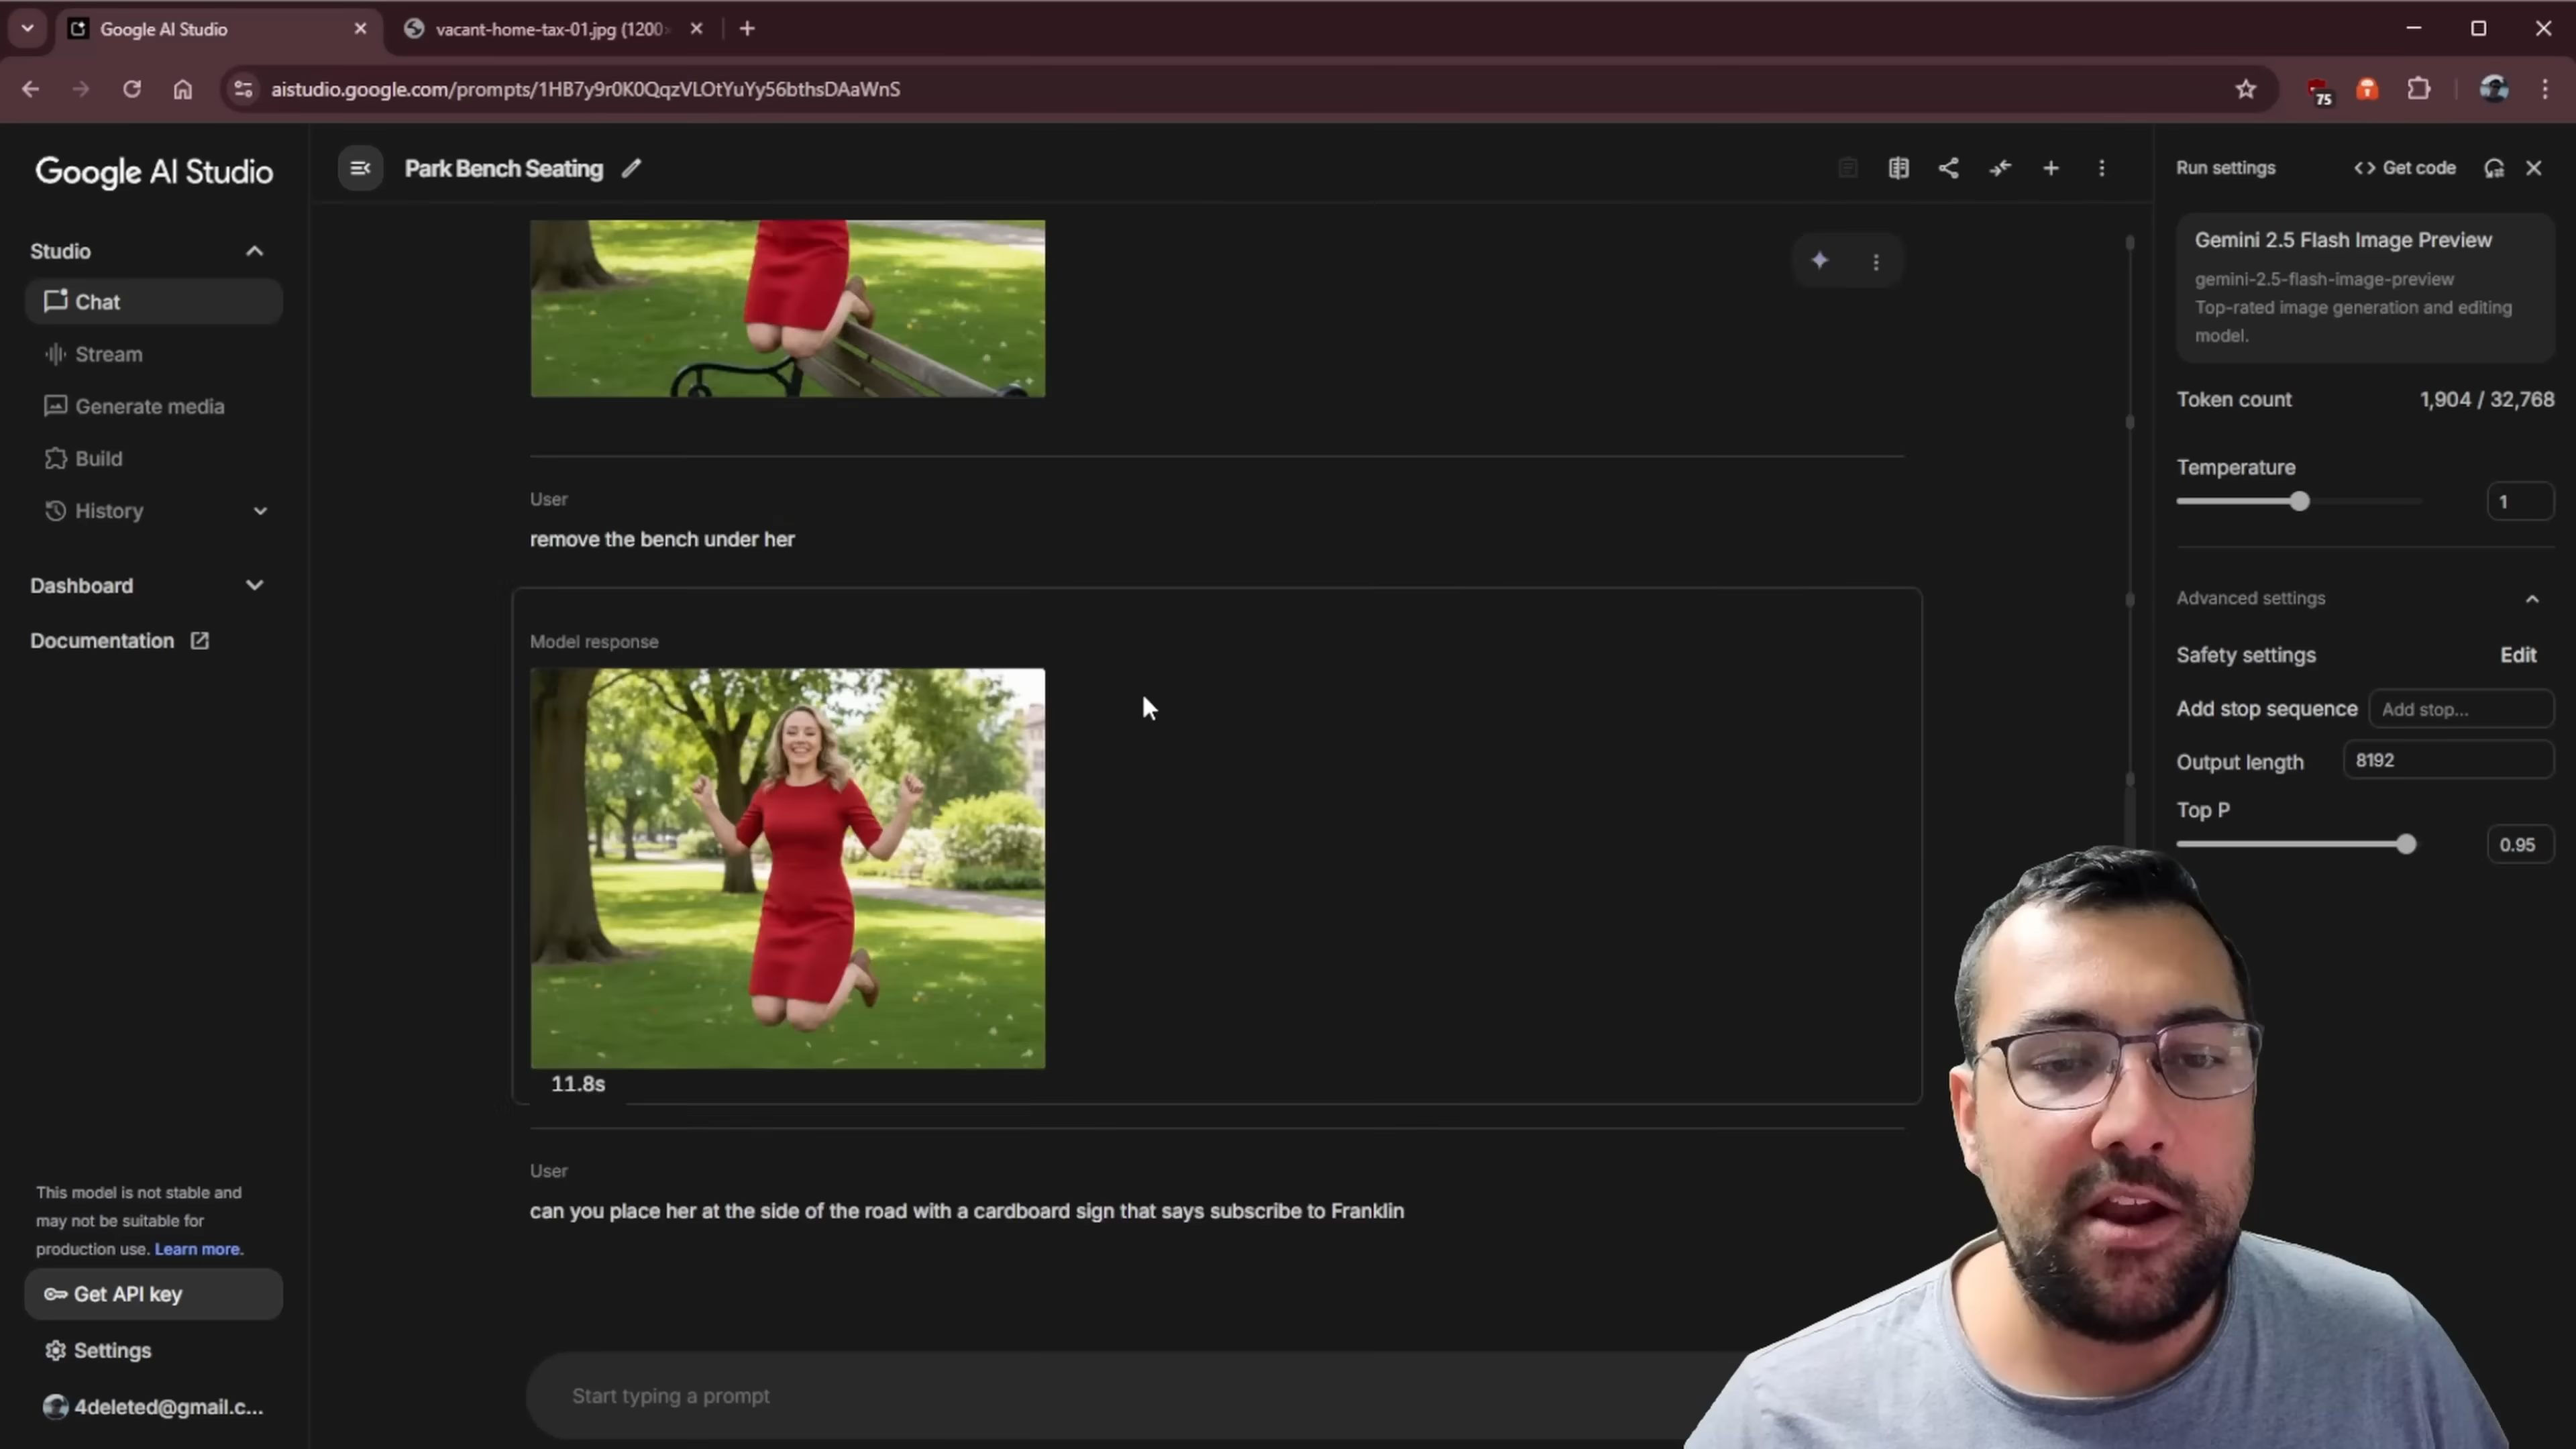 Google AI Studio
vacant-home-tax-01.jpg (1200
aistudio.google.com/prompts/1HB7y9r0K0QqzVLOtYuYy56bthsDAaWnS
75
Google AI Studio
Park Bench Seating
Studio
Chat
Stream
Generate media
Build
History
Dashboard
Documentation
This model is not stable and
may not be suitable for
production use. Learn more.
Get API key
Settings
4deleted@gmail.c...
User
remove the bench under her
Model response
11.8s
User
can you place her at the side of the road with a cardboard sign that says subscribe to Franklin
Start typing a prompt
Run settings
Get code
Gemini 2.5 Flash Image Preview
gemini-2.5-flash-image-preview
Top-rated image generation and editing
model.
Token count 1,904 / 32,768
Temperature
1
Advanced settings
Safety settings Edit
Add stop sequence Add stop...
Output length 8192
Top P
0.95